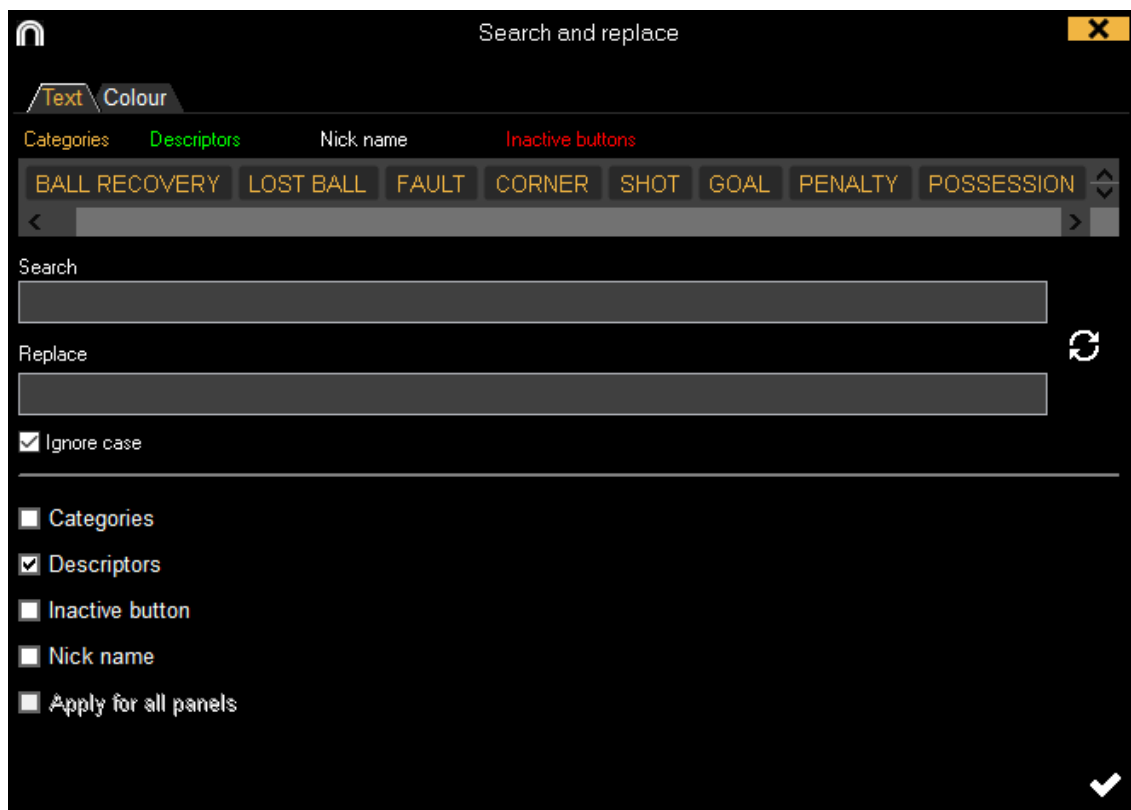 Search and replace
Text Colour
Categories Descriptors Nick name Inactive buttons
BALL RECOVERY LOST BALL FAULT CORNER SHOT GOAL PENALTY POSSESSION
Search
Replace
Ignore case
Categories
Descriptors
Inactive button
Nick name
Apply for all panels